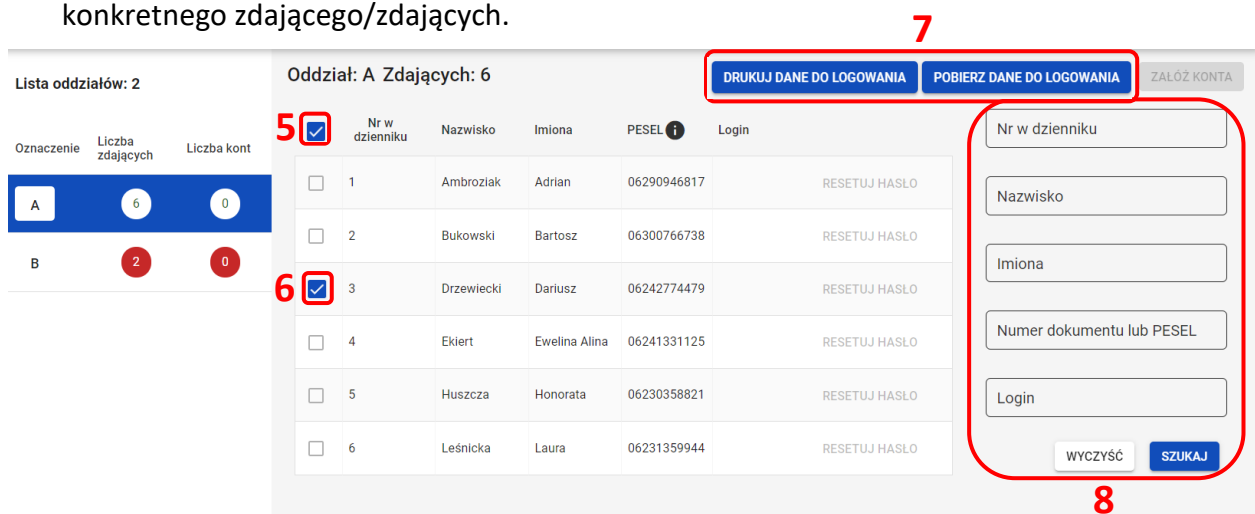 konkretnego zdającego/zdających.
7
Lista oddziałów: 2
Oddział: A Zdających: 6
DRUKUJ DANE DO LOGOWANIA
POBIERZ DANE DO LOGOWANIA
ZAŁÓŻ KONTA
Oznaczenie
Liczba zdających
Liczba kont
A 6 0
B 2 0
5
Nr w dzienniku
Nazwisko
Imiona
PESEL i
Login
1 Ambroziak Adrian 06290946817 RESETUJ HASŁO
2 Bukowski Bartosz 06300766738 RESETUJ HASŁO
6
3 Drzewiecki Dariusz 06242774479 RESETUJ HASŁO
4 Ekiert Ewelina Alina 06241331125 RESETUJ HASŁO
5 Huszcza Honorata 06230358821 RESETUJ HASŁO
6 Leśnicka Laura 06231359944 RESETUJ HASŁO
Nr w dzienniku
Nazwisko
Imiona
Numer dokumentu lub PESEL
Login
WYCZYŚĆ
SZUKAJ
8